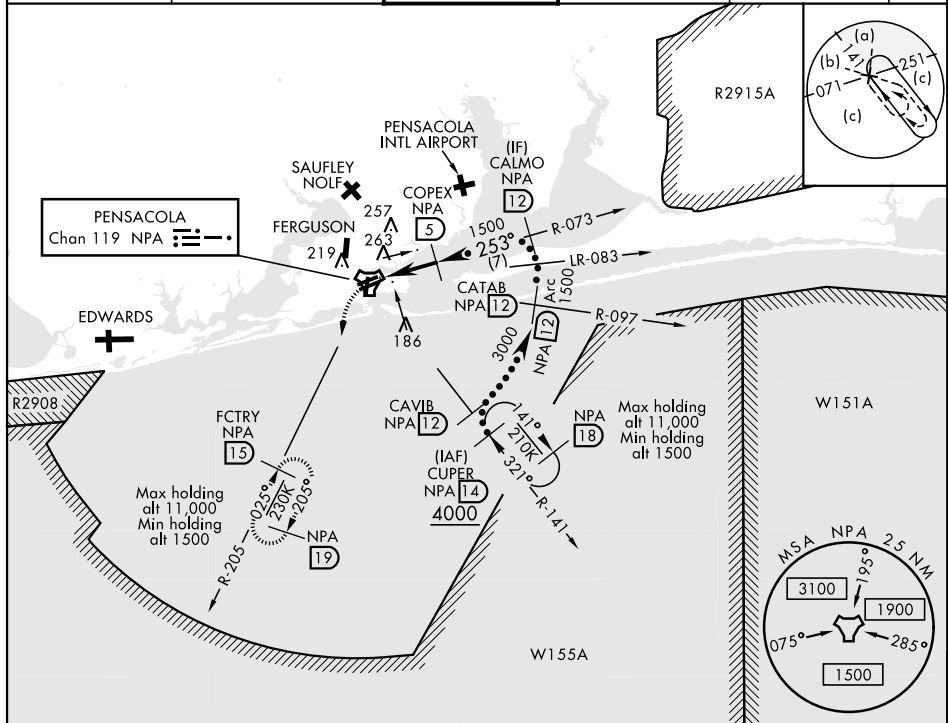 (a)
(b)
141
251
071
(c)
(c)
R2915A
PENSACOLA
INTL AIRPORT
(IF)
CALMO
NPA
12
SAUFLEY
NOLF
COPEX
NPA
5
PENSACOLA
Chan 119 NPA
FERGUSON
257
219
263
1500
253°
(7)
R-073
LR-083
CATAB
NPA 12
Arc
1500
R-097
NPA 12
EDWARDS
186
3000
R2908
W151A
CAVIB
NPA 12
141°
210K
321°
NPA
18
Max holding
alt 11,000
Min holding
alt 1500
FCTRY
NPA
15
(IAF)
CUPER
NPA 14
4000
R-141
Max holding
alt 11,000
Min holding
alt 1500
025°
230K
205°
NPA
19
R-205
W155A
MSA NPA 25 NM
195°
3100
1900
075°
285°
1500